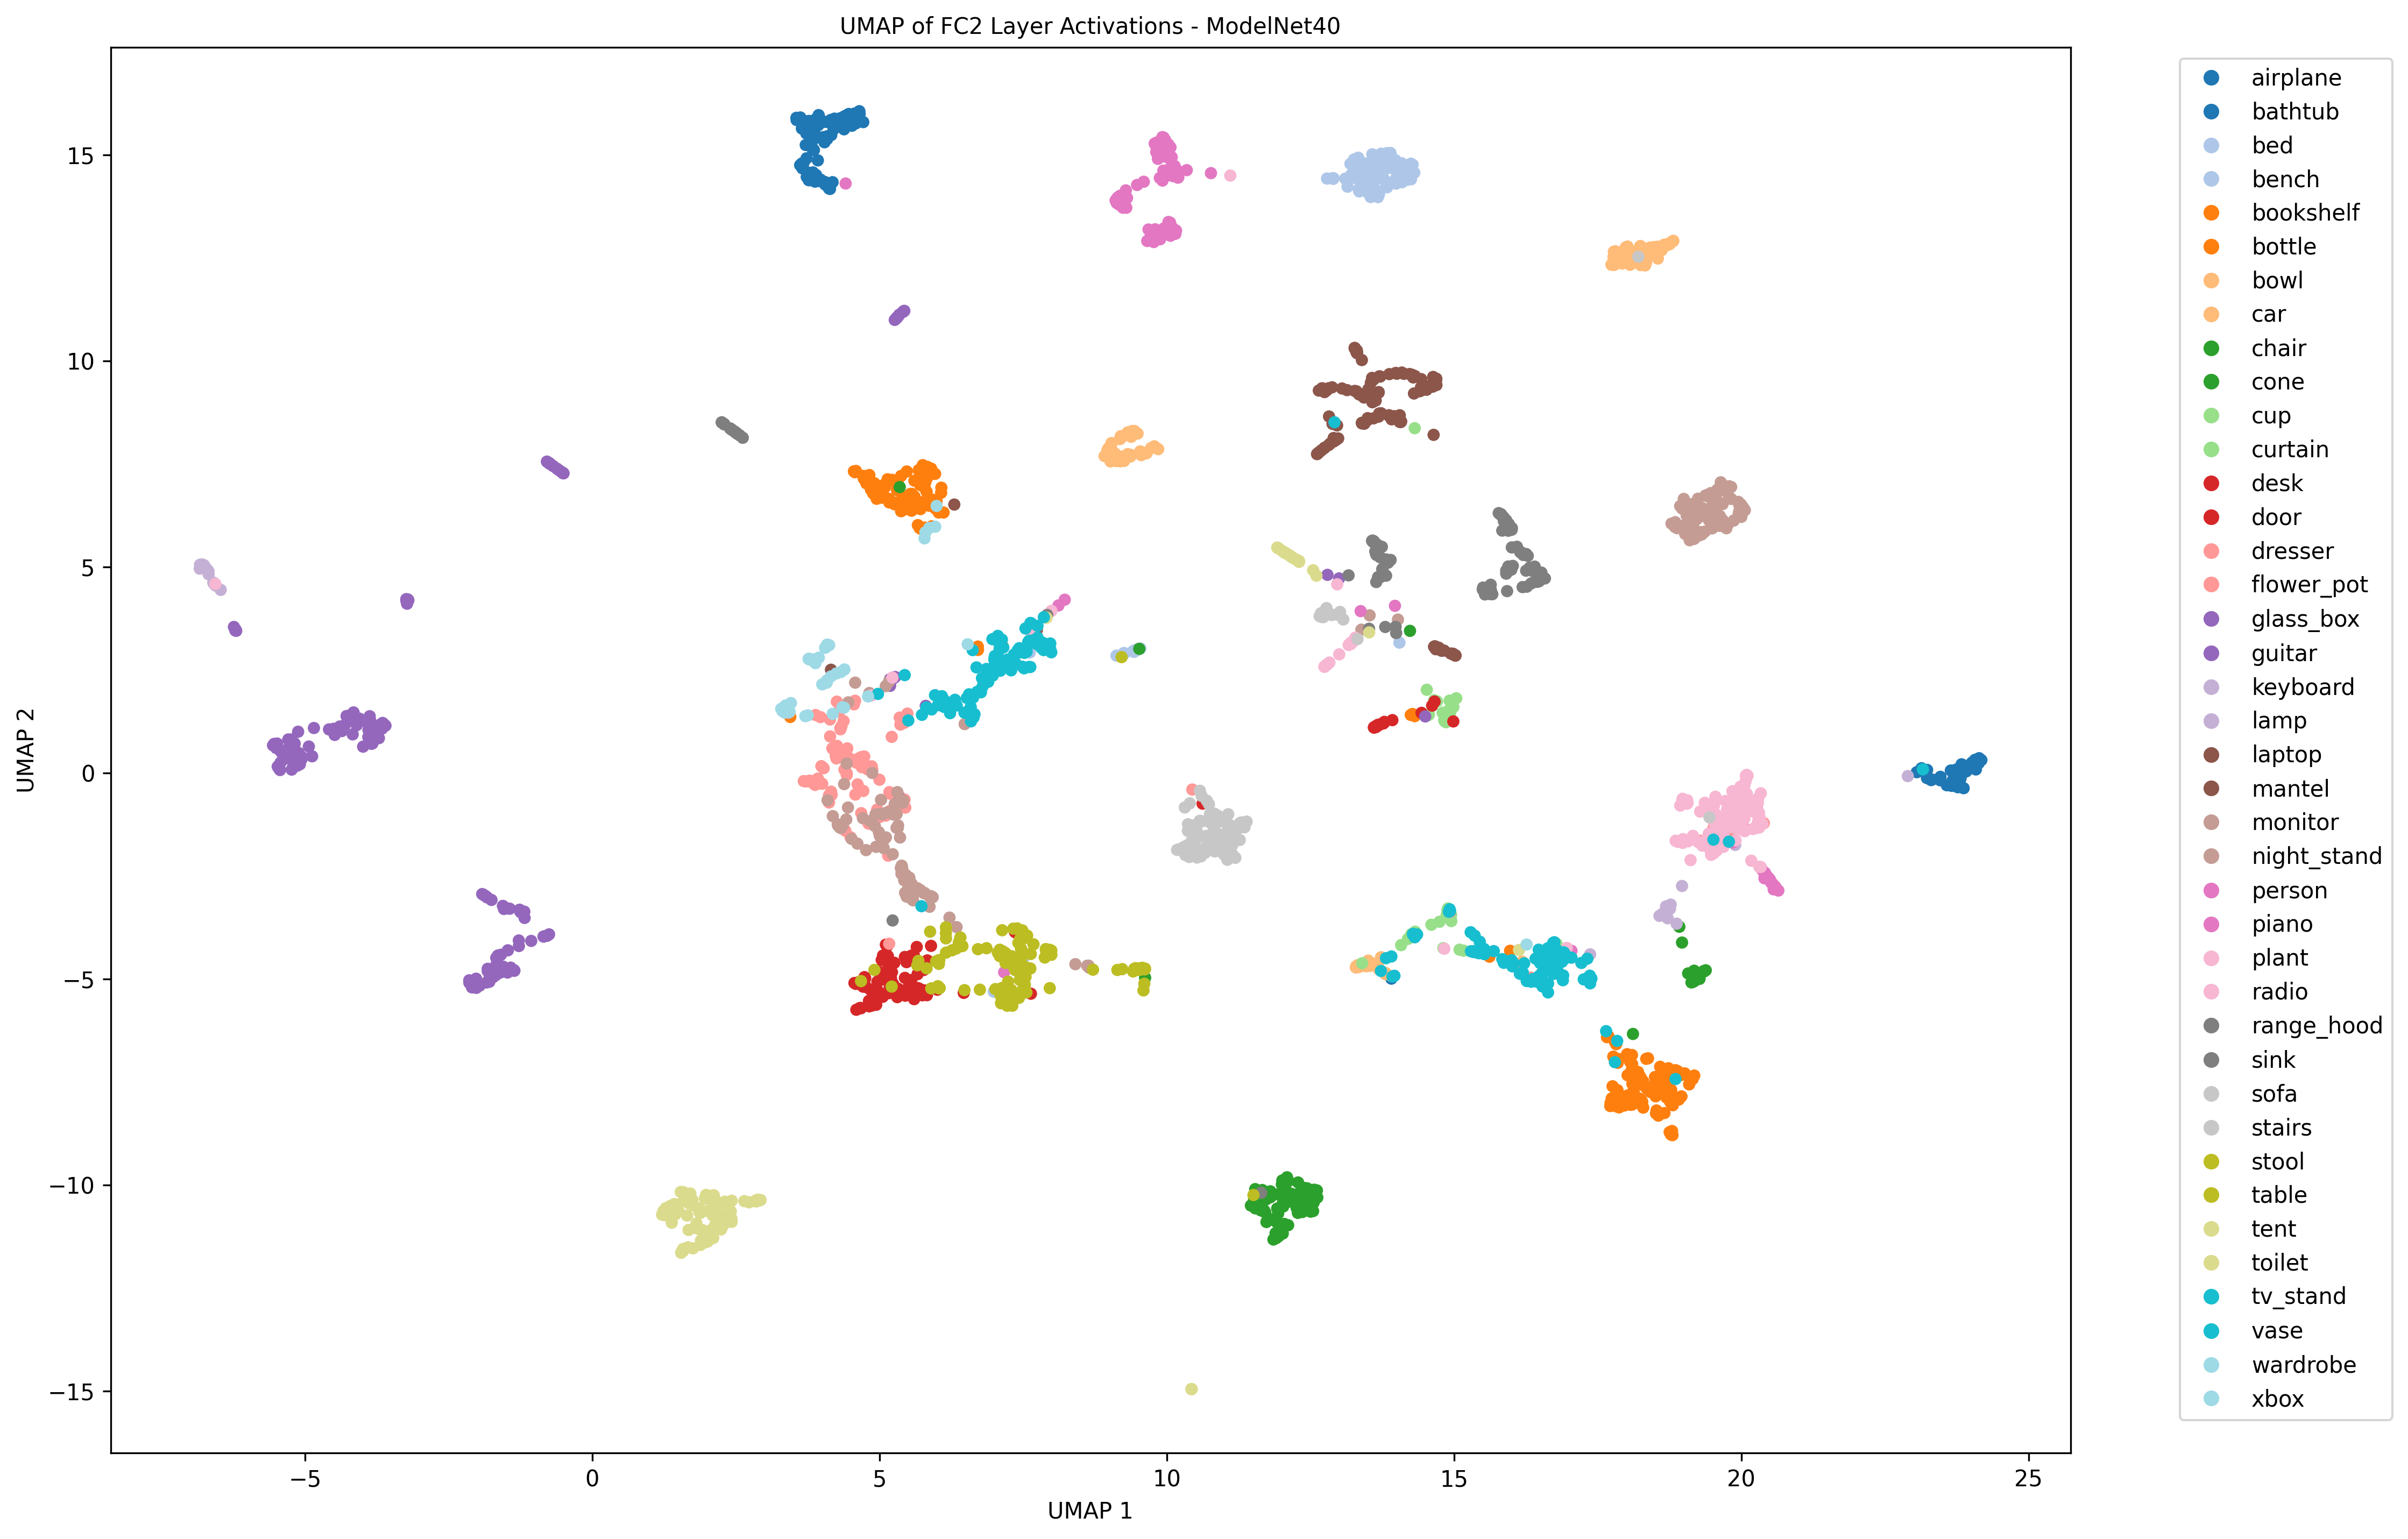 UMAP of FC2 Layer Activations - ModelNet40
15
10
5
0
−5
−10
−15
UMAP 2
−5
0
5
10
15
20
25
UMAP 1
airplane
bathtub
bed
bench
bookshelf
bottle
bowl
car
chair
cone
cup
curtain
desk
door
dresser
flower_pot
glass_box
guitar
keyboard
lamp
laptop
mantel
monitor
night_stand
person
piano
plant
radio
range_hood
sink
sofa
stairs
stool
table
tent
toilet
tv_stand
vase
wardrobe
xbox